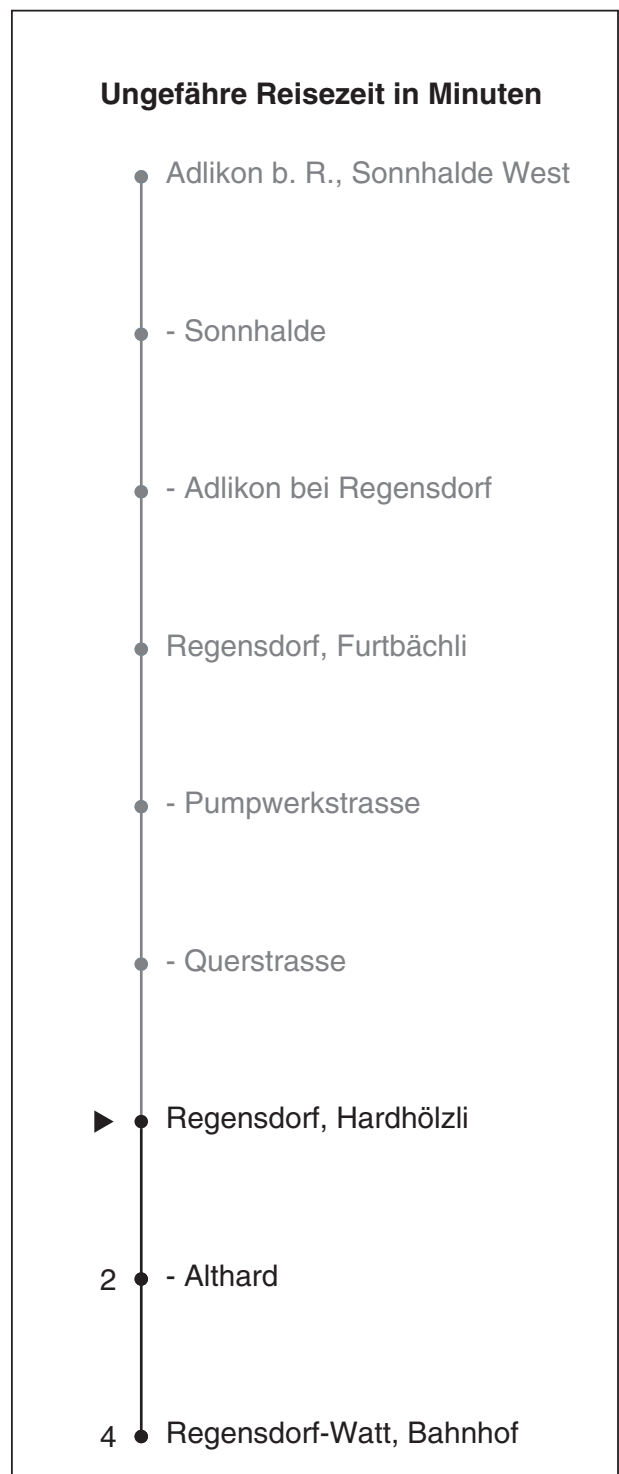 Ungefähre Reisezeit in Minuten
Adlikon b. R., Sonnhalde West
- Sonnhalde
- Adlikon bei Regensdorf
Regensdorf, Furtbächli
- Pumpwerkstrasse
- Querstrasse
Regensdorf, Hardhölzli
2 - Althard
4 Regensdorf-Watt, Bahnhof